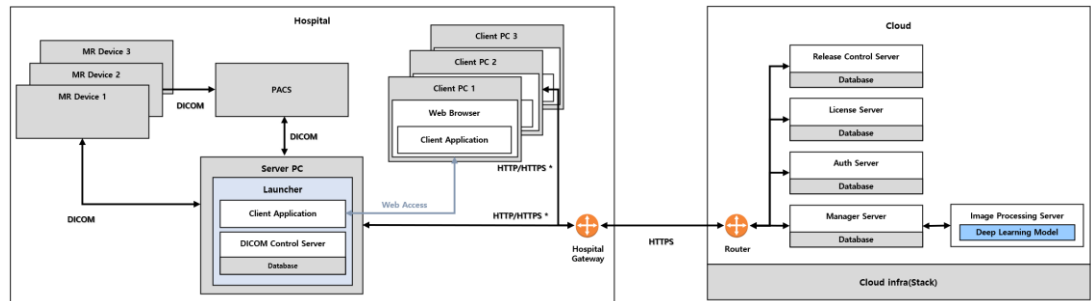 Hospital
MR Device 3
MR Device 2
MR Device 1
DICOM
PACS
DICOM
DICOM
Client PC 3
Client PC 2
Client PC 1
Web Browser
Client Application
Server PC
Launcher
Client Application
DICOM Control Server
Database
Web Access
HTTP/HTTPS *
HTTP/HTTPS *
Hospital
Gateway
HTTPS
Cloud
Router
Release Control Server
Database
License Server
Database
Auth Server
Database
Manager Server
Database
Image Processing Server
Deep Learning Model
Cloud infra(Stack)